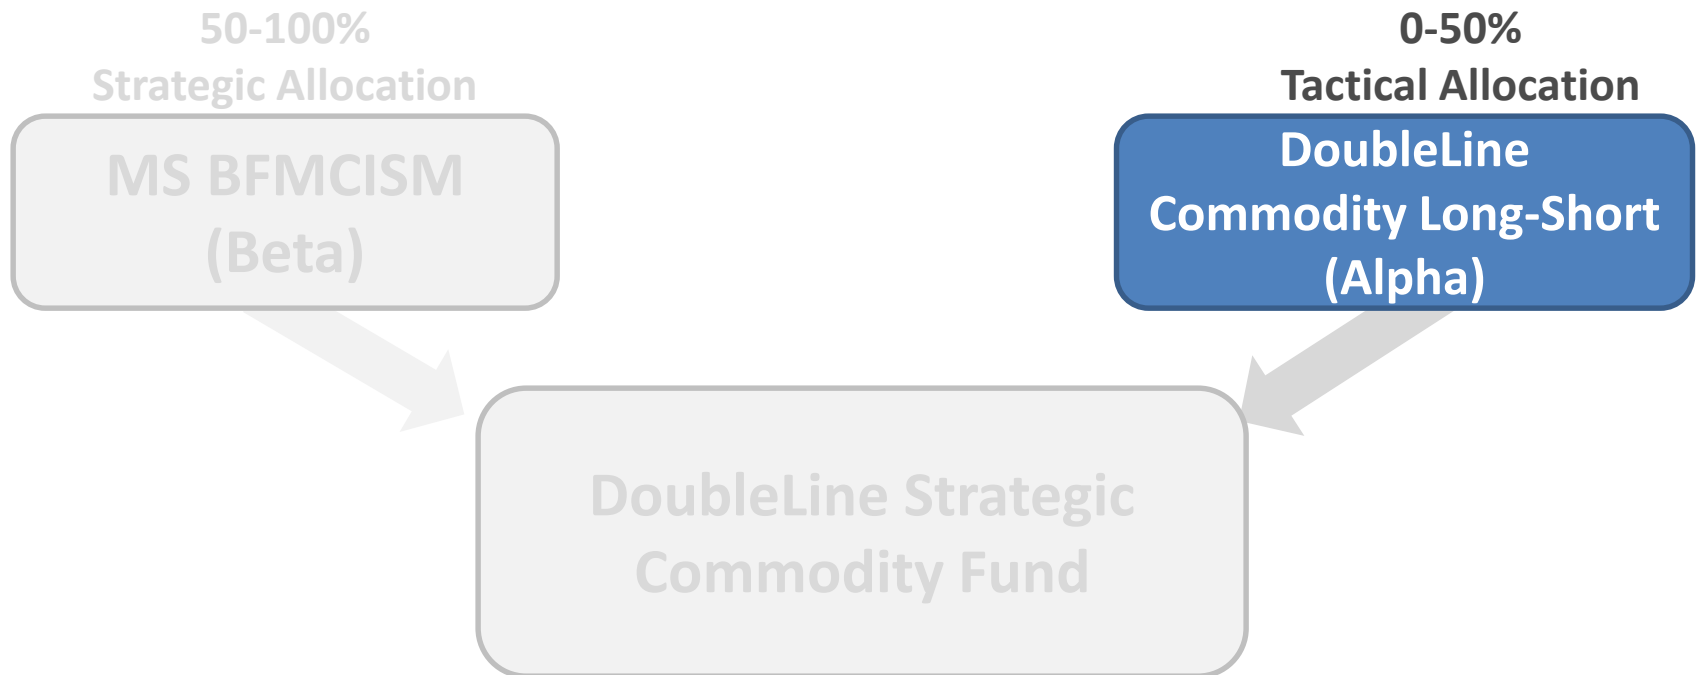 50-100%
Strategic Allocation
MS BFMCISM
(Beta)
0-50%
Tactical Allocation
DoubleLine
Commodity Long-Short
(Alpha)
DoubleLine Strategic
Commodity Fund